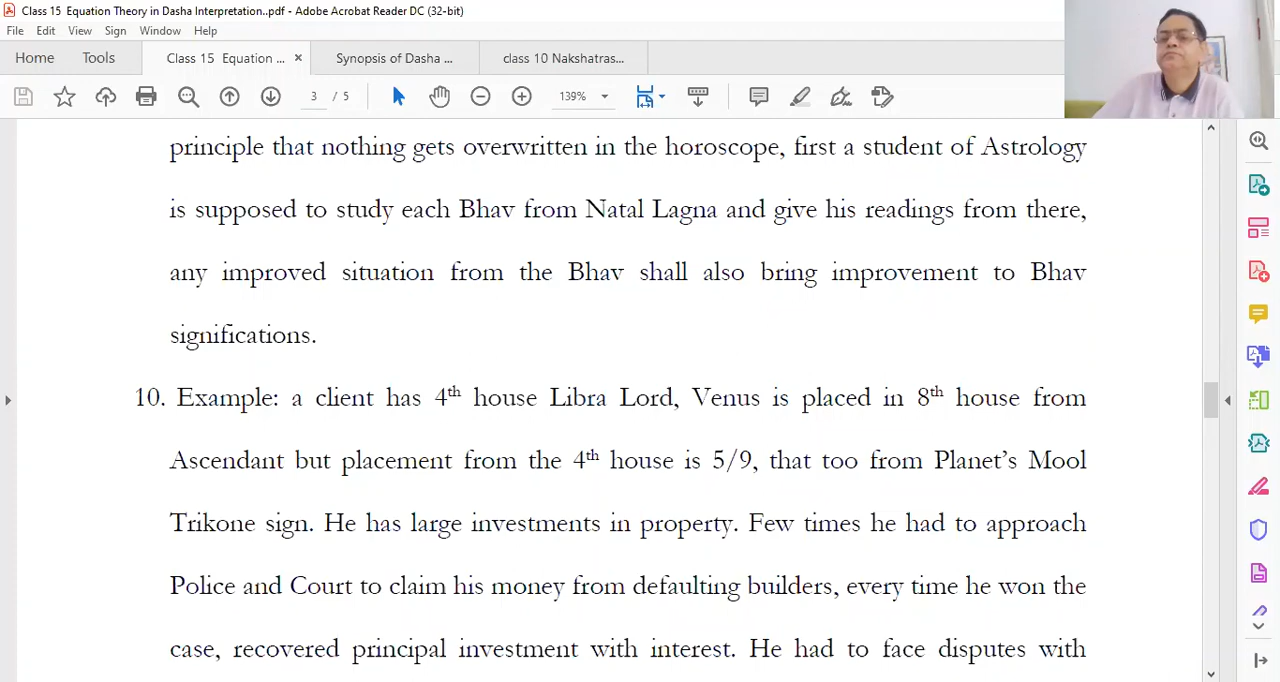 Class 15 Equation Theory in Dasha Interpretation..pdf - Adobe Acrobat Reader DC (32-bit)
File Edit View Sign Window Help
Home Tools Class 15 Equation ... × Synopsis of Dasha ... class 10 Nakshatras...
3 / 5 139%
principle that nothing gets overwritten in the horoscope, first a student of Astrology
is supposed to study each Bhav from Natal Lagna and give his readings from there,
any improved situation from the Bhav shall also bring improvement to Bhav
significations.
10. Example: a client has 4th house Libra Lord, Venus is placed in 8th house from
Ascendant but placement from the 4th house is 5/9, that too from Planet's Mool
Trikone sign. He has large investments in property. Few times he had to approach
Police and Court to claim his money from defaulting builders, every time he won the
case, recovered principal investment with interest. He had to face disputes with